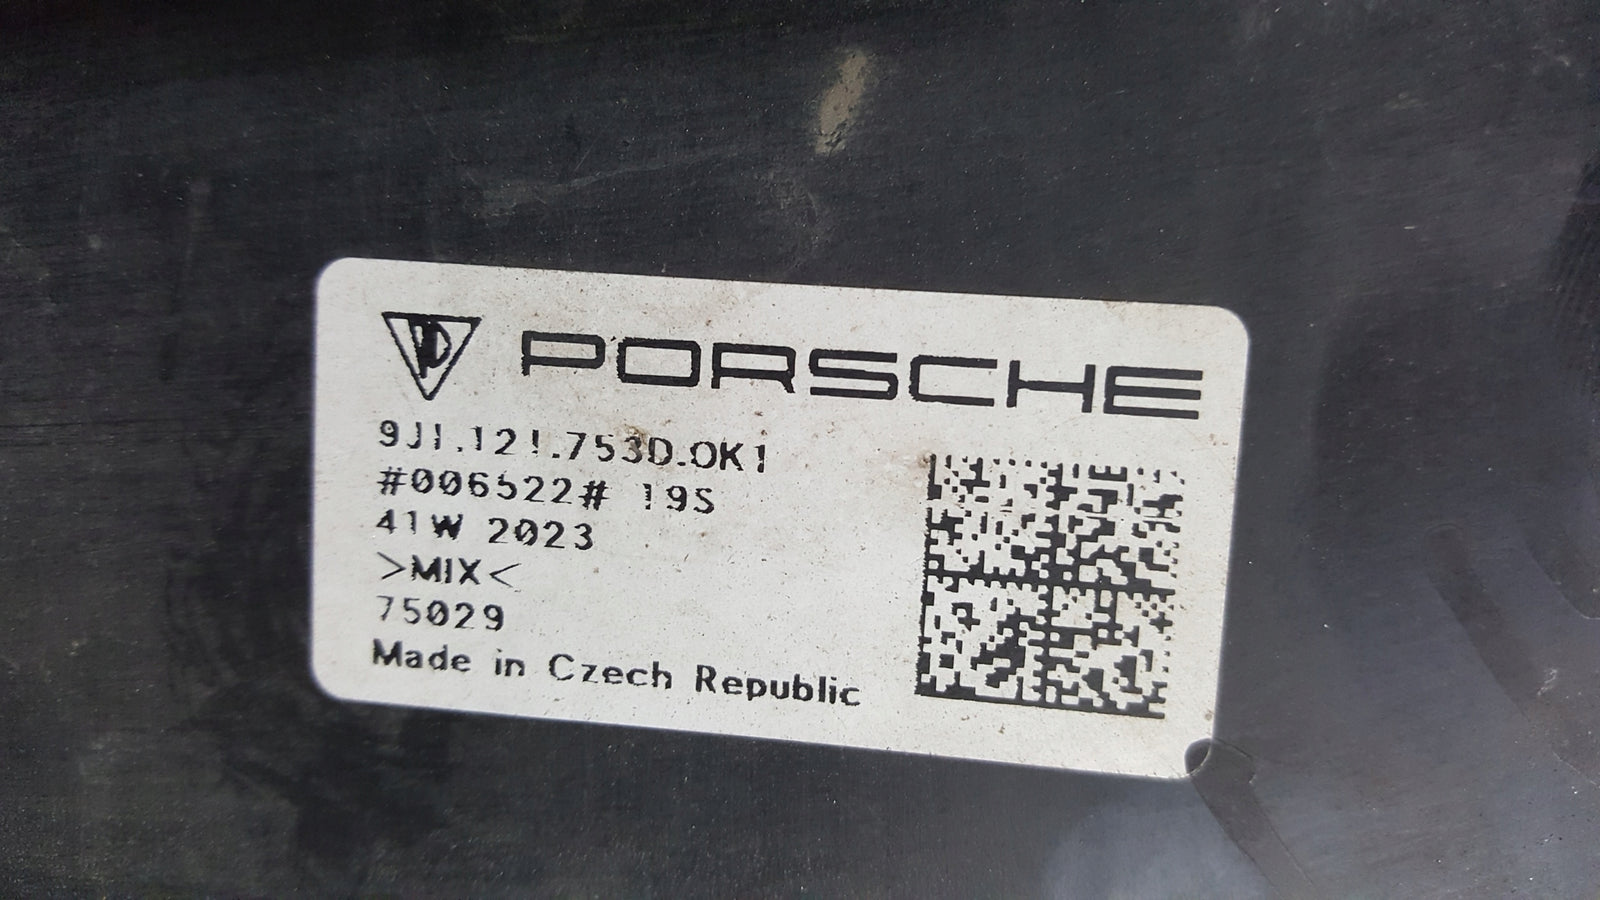 PORSCHE
9J1.121.753D.OK1
#006522# 19S
41W 2023
>MIX<
75029
Made in Czech Republic